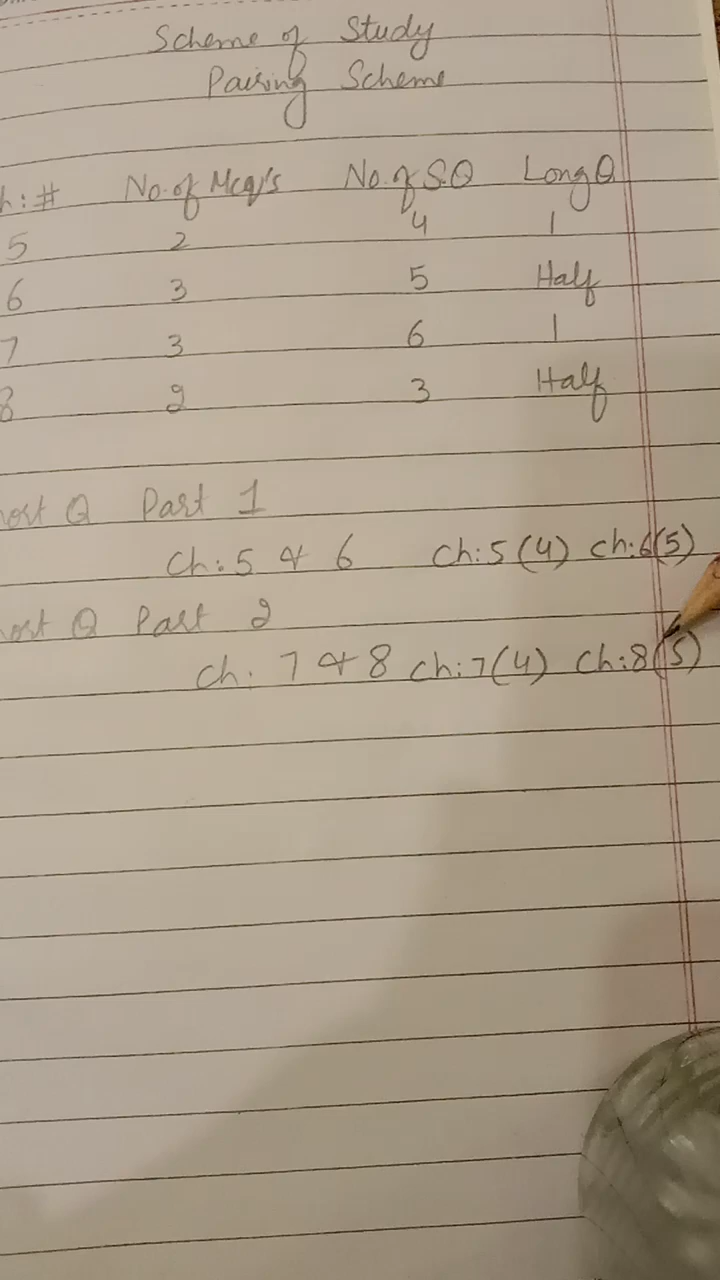 Scheme of Study
Pairing Scheme
h:# No. of Mcq's No. of S.Q Long Q
5 2 4 1
6 3 5 Half
7 3 6 1
8 2 3 Half
hort Q Part 1
Ch: 5 & 6 Ch: 5 (4) Ch: 6 (5)
hort Q Part 2
Ch. 7 & 8 Ch: 7 (4) Ch: 8 (5)